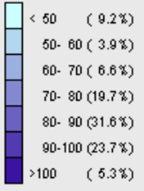 < 50 ( 9.2%)
50- 60 ( 3.9%)
60- 70 ( 6.6%)
70- 80 (19.7%)
80- 90 (31.6%)
90-100 (23.7%)
>100 ( 5.3%)